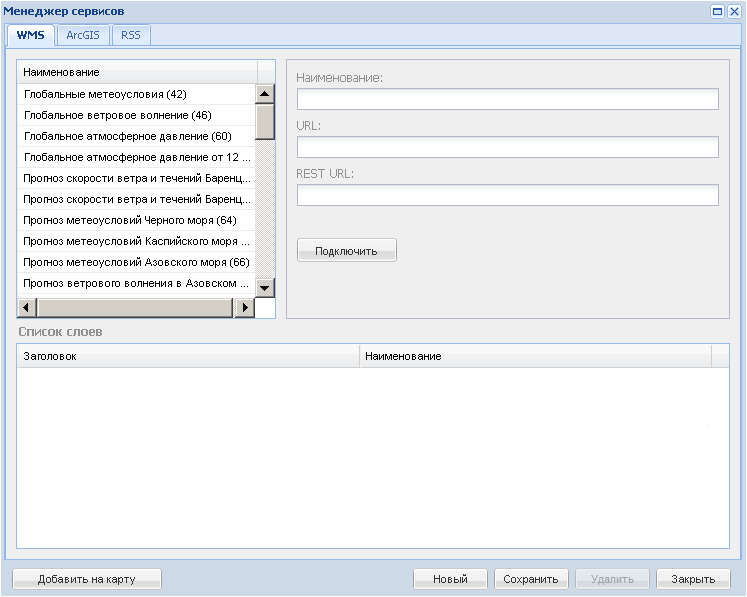 Менеджер сервисов
WMS ArcGIS RSS
Наименование
Глобальные метеоусловия (42)
Глобальное ветровое волнение (46)
Глобальное атмосферное давление (60)
Глобальное атмосферное давление от 12 ...
Прогноз скорости ветра и течений Баренц...
Прогноз скорости ветра и течений Баренц...
Прогноз метеоусловий Черного моря (64)
Прогноз метеоусловий Каспийского моря ...
Прогноз метеоусловий Азовского моря (66)
Прогноз ветрового волнения в Азовском ...
Наименование:
URL:
REST URL:
Подключить
Список слоев
Заголовок Наименование
Добавить на карту Новый Сохранить Удалить Закрыть